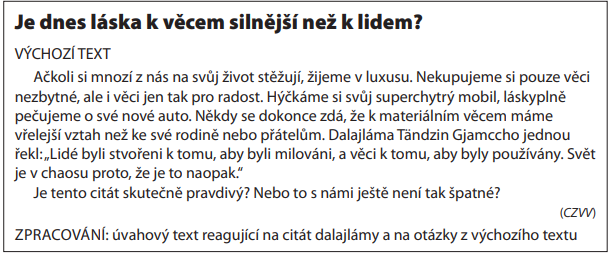 Je dnes láska k věcem silnější než k lidem?
VÝCHOZÍ TEXT
Ačkoli si mnozí z nás na svůj život stěžují, žijeme v luxusu. Nekupujeme si pouze věci
nezbytné, ale i věci jen tak pro radost. Hýčkáme si svůj superchytrý mobil, láskyplně
pečujeme o své nové auto. Někdy se dokonce zdá, že k materiálním věcem máme
vřelejší vztah než ke své rodině nebo přátelům. Dalajláma Tändzin Gjamccho jednou
řekl: „Lidé byli stvořeni k tomu, aby byli milováni, a věci k tomu, aby byly používány. Svět
je v chaosu proto, že je to naopak.“
Je tento citát skutečně pravdivý? Nebo to s námi ještě není tak špatné?
(CZVV)
ZPRACOVÁNÍ: úvahový text reagující na citát dalajlámy a na otázky z výchozího textu